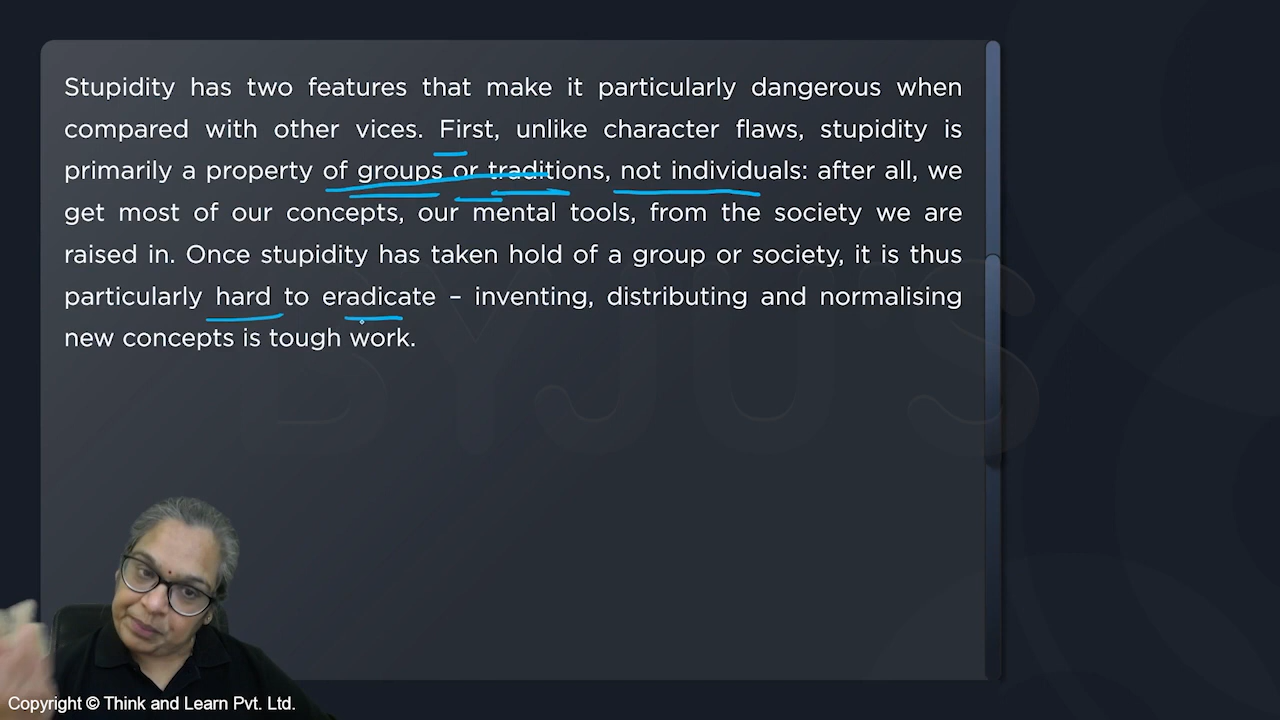 Stupidity has two features that make it particularly dangerous when
compared with other vices. First, unlike character flaws, stupidity is
primarily a property of groups or traditions, not individuals: after all, we
get most of our concepts, our mental tools, from the society we are
raised in. Once stupidity has taken hold of a group or society, it is thus
particularly hard to eradicate – inventing, distributing and normalising
new concepts is tough work.
BYJU'S
Copyright © Think and Learn Pvt. Ltd.